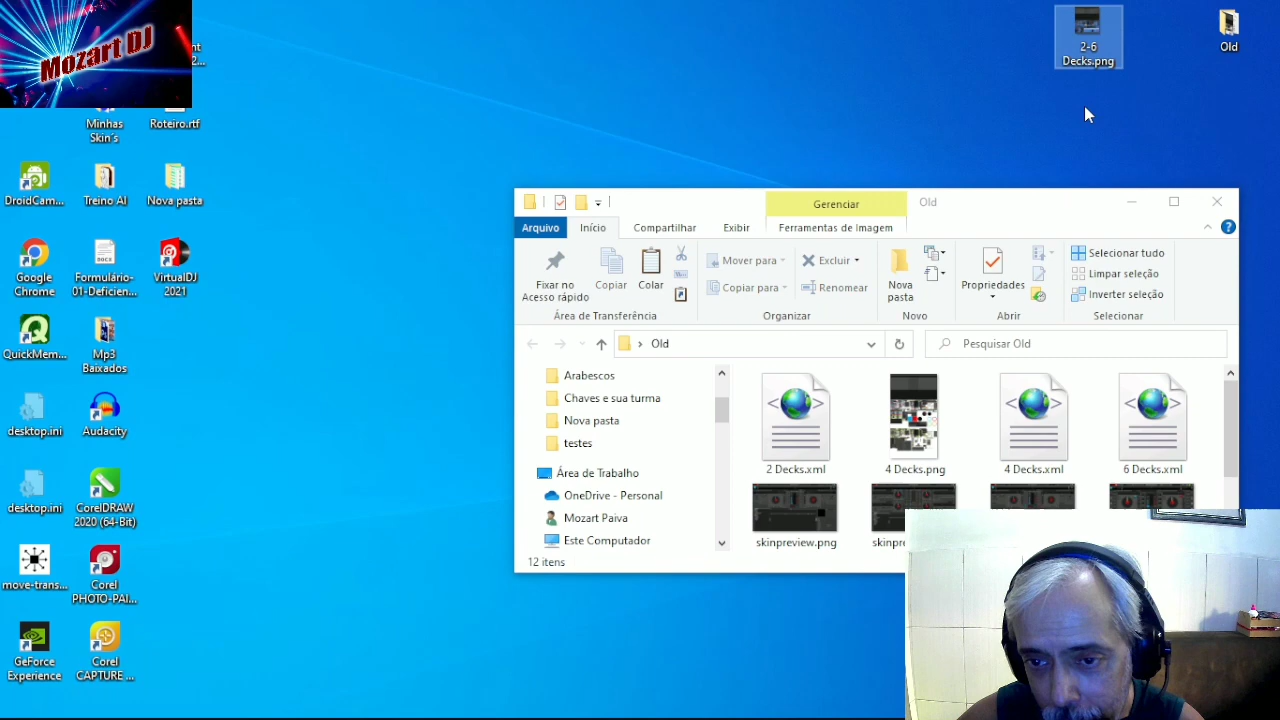 Mozart DJ
nt
2...
Minhas
Skin's
Roteiro.rtf
DroidCam...
Treino AI
Nova pasta
Google
Chrome
Formulário-
01-Deficien...
VirtualDJ
2021
QuickMem...
Mp3
Baixados
desktop.ini
Audacity
desktop.ini
CorelDRAW
2020 (64-Bit)
move-trans...
Corel
PHOTO-PAI...
GeForce
Experience
Corel
CAPTURE ...
2-6
Decks.png
Old
Gerenciar
Old
Arquivo
Início
Compartilhar
Exibir
Ferramentas de Imagem
Fixar no
Acesso rápido
Copiar
Colar
Mover para
Copiar para
Excluir
Renomear
Nova
pasta
Propriedades
Selecionar tudo
Limpar seleção
Inverter seleção
Área de Transferência
Organizar
Novo
Abrir
Selecionar
Old
Pesquisar Old
Arabescos
Chaves e sua turma
Nova pasta
testes
Área de Trabalho
OneDrive - Personal
Mozart Paiva
Este Computador
2 Decks.xml
4 Decks.png
4 Decks.xml
6 Decks.xml
skinpreview.png
skinpr
12 itens